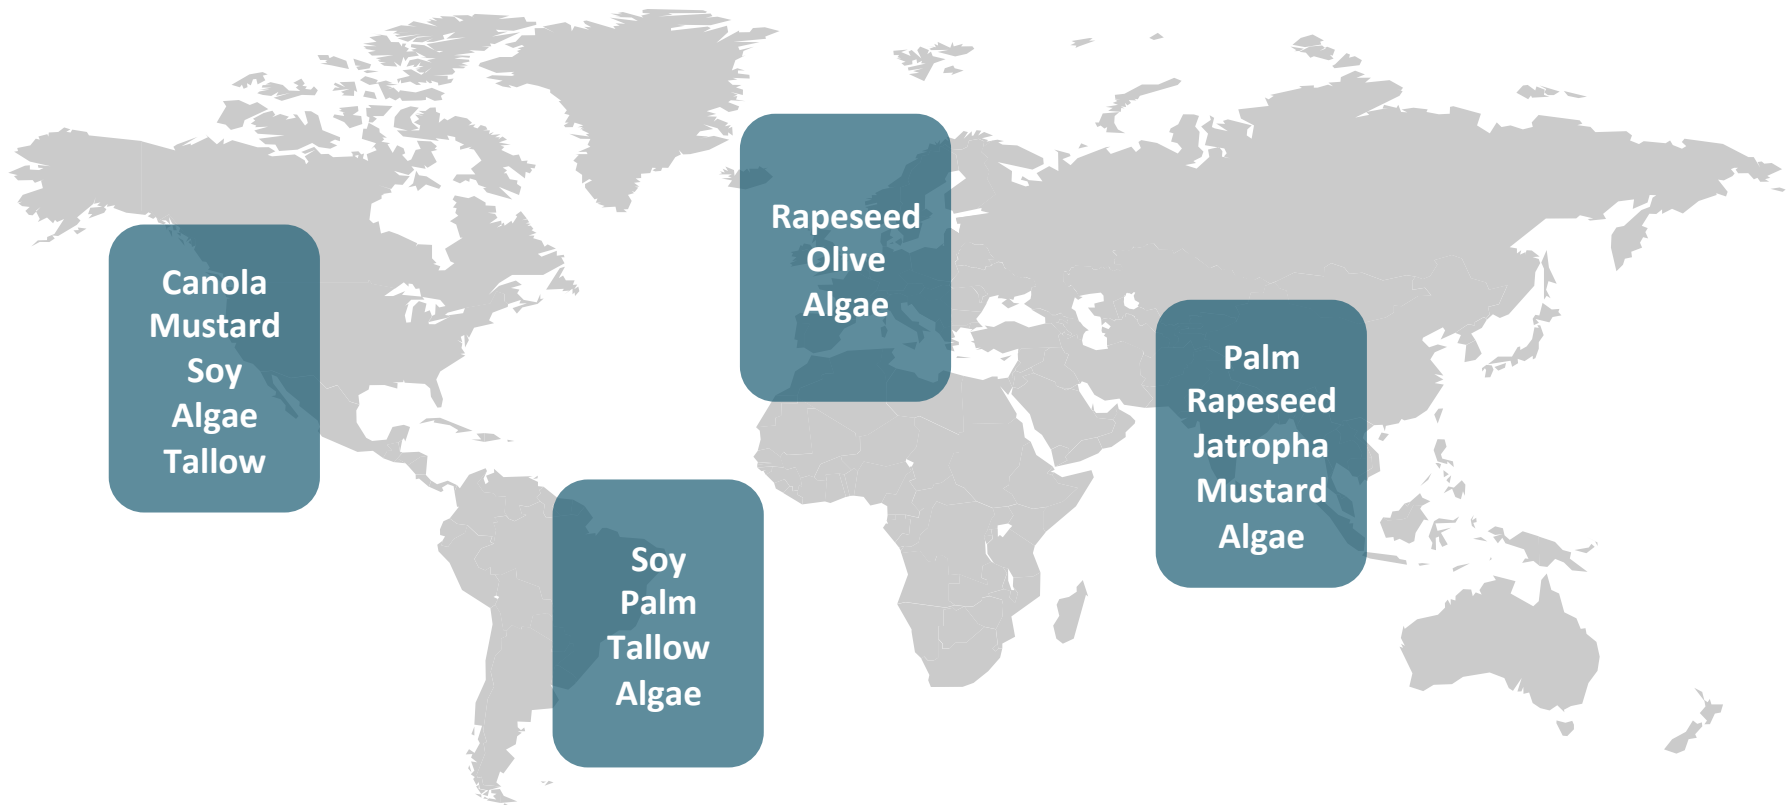 Canola
Mustard
Soy
Algae
Tallow
Rapeseed
Olive
Algae
Soy
Palm
Tallow
Algae
Palm
Rapeseed
Jatropha
Mustard
Algae